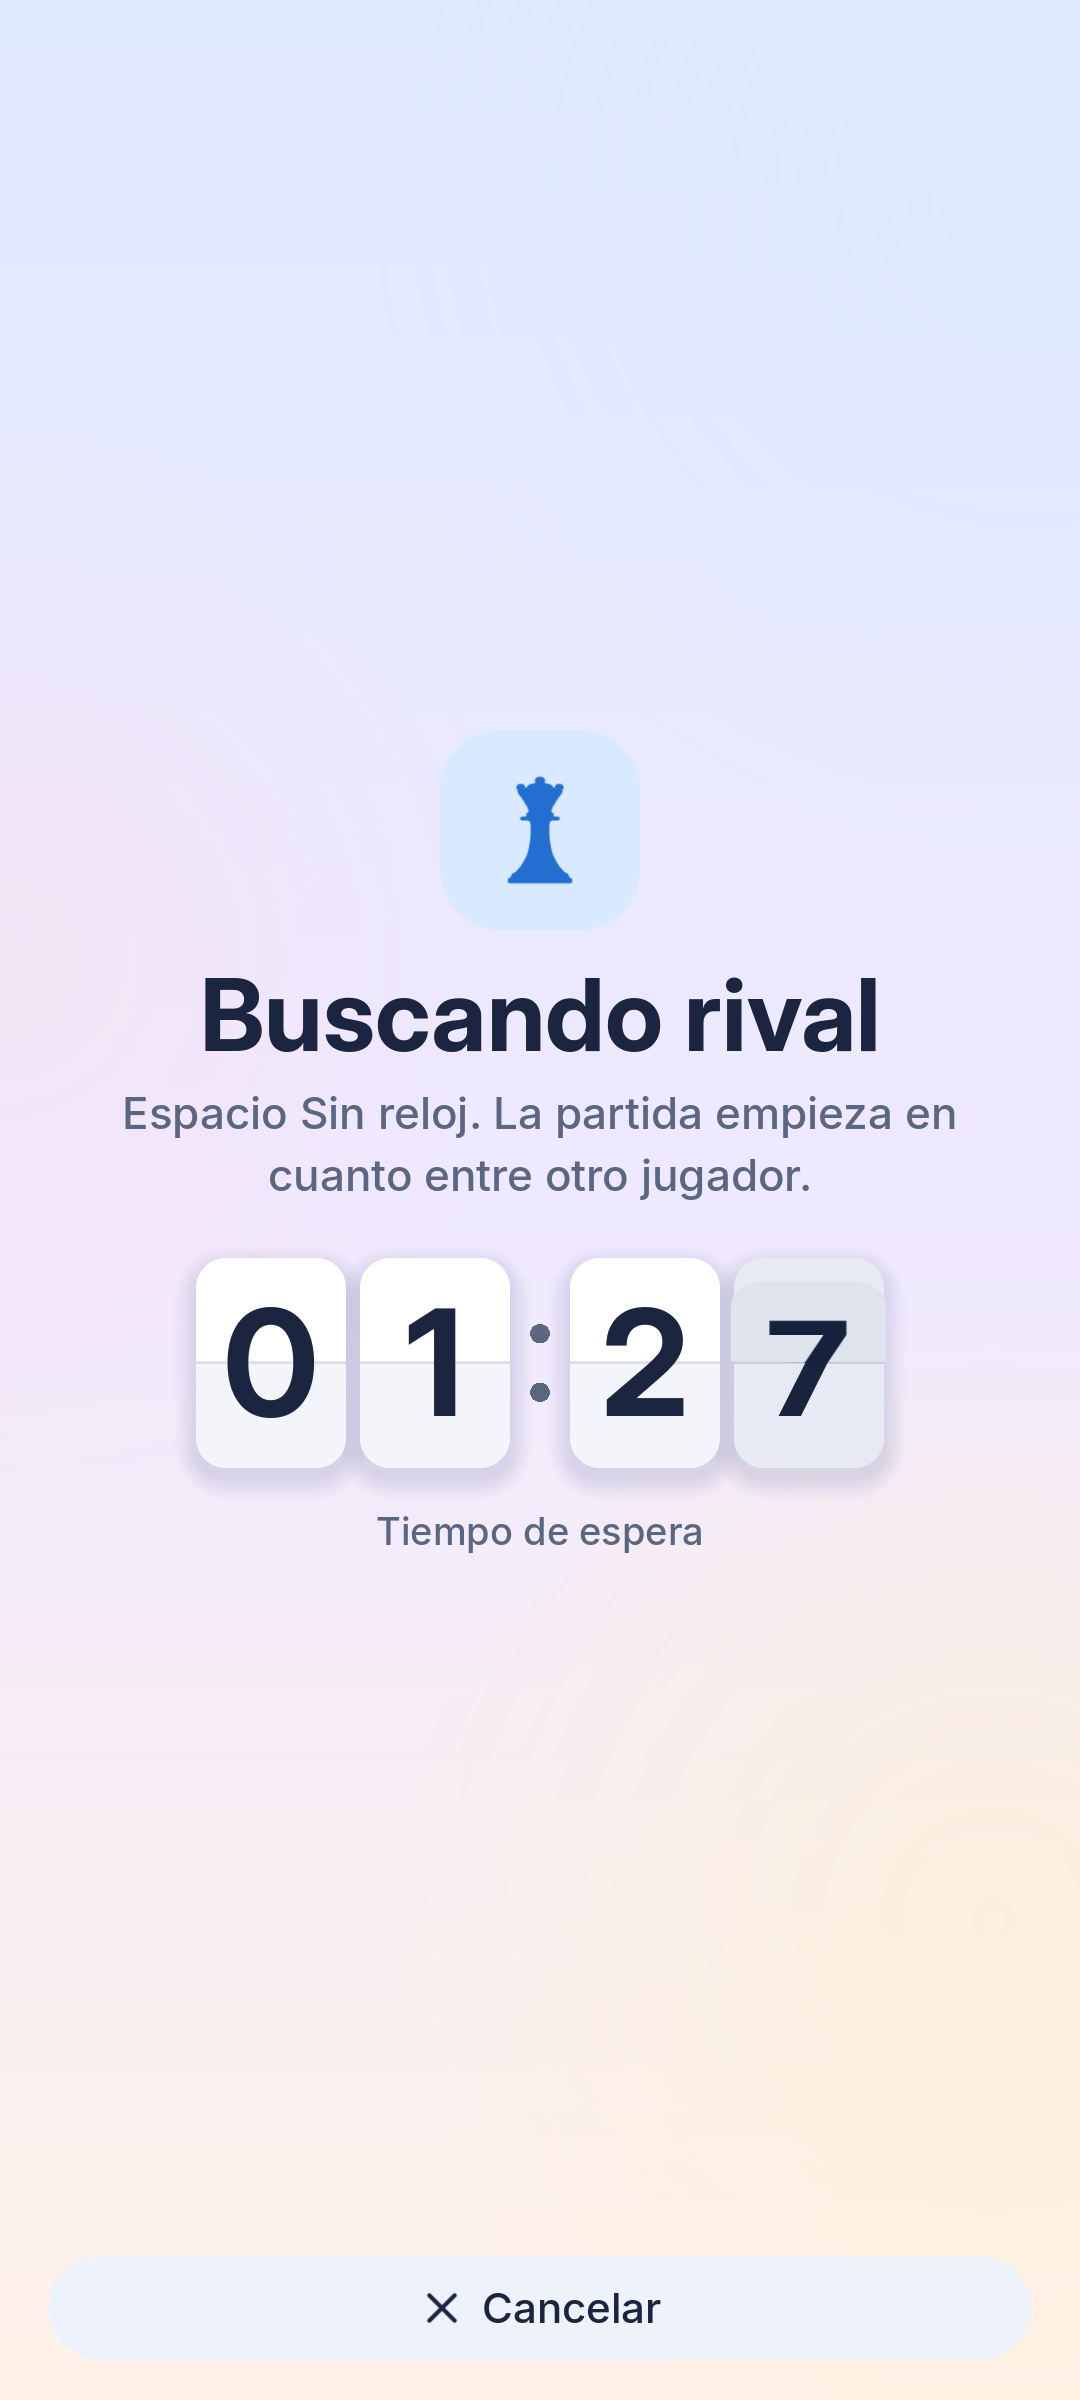 Buscando rival
Espacio Sin reloj. La partida empieza en
cuanto entre otro jugador.
01:27
Tiempo de espera
Cancelar